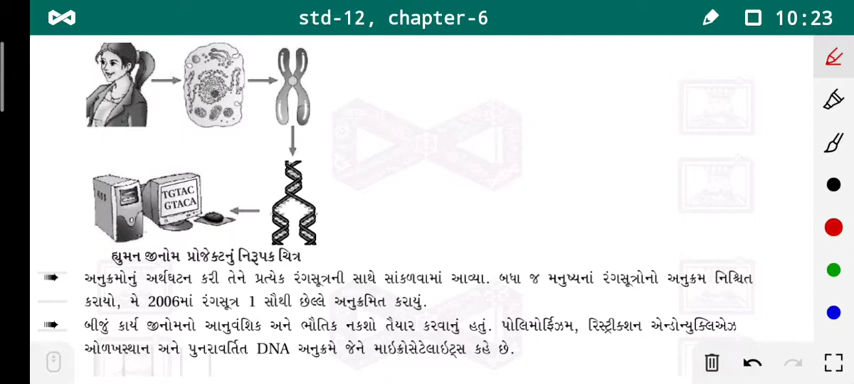 std-12, chapter-6
10:23
TGTAC
GTACA
હ્યુમન જીનોમ પ્રોજેક્ટનું નિરૂપક ચિત્ર
અનુક્રમોનું અર્થઘટન કરી તેને પ્રત્યેક રંગસૂત્રની સાથે સાંકળવામાં આવ્યા. બધા જ મનુષ્યનાં રંગસૂત્રોનો અનુક્રમ નિશ્ચિત
કરાયો, મે 2006માં રંગસૂત્ર 1 સૌથી છેલ્લે અનુક્રમિત કરાયું.
બીજું કાર્ય જીનોમનો આનુવંશિક અને ભૌતિક નકશો તૈયાર કરવાનું હતું. પોલિમોર્ફિઝમ, રિસ્ટ્રીક્શન એન્ડોન્યુક્લિએઝ
ઓળખસ્થાન અને પુનરાવર્તિત DNA અનુક્રમે જેને માઇક્રોસેટેલાઇટ્સ કહે છે.